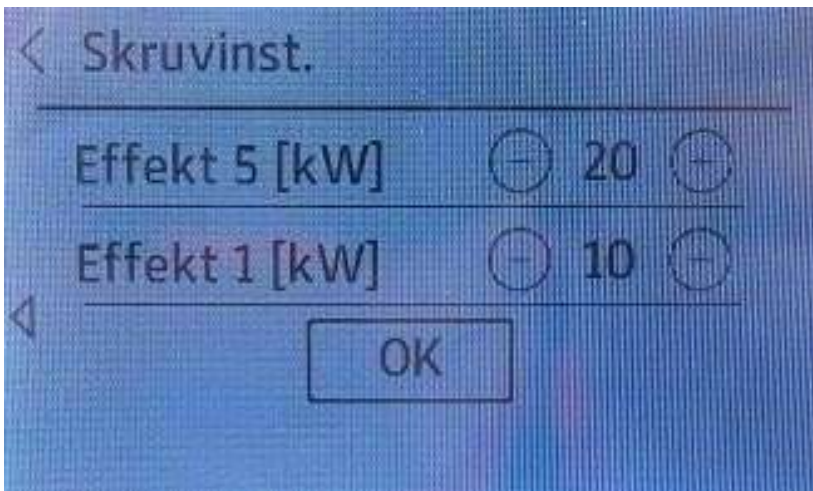 Skruvinst.
Effekt 5 [kW] - 20 +
Effekt 1 [kW] - 10 +
OK